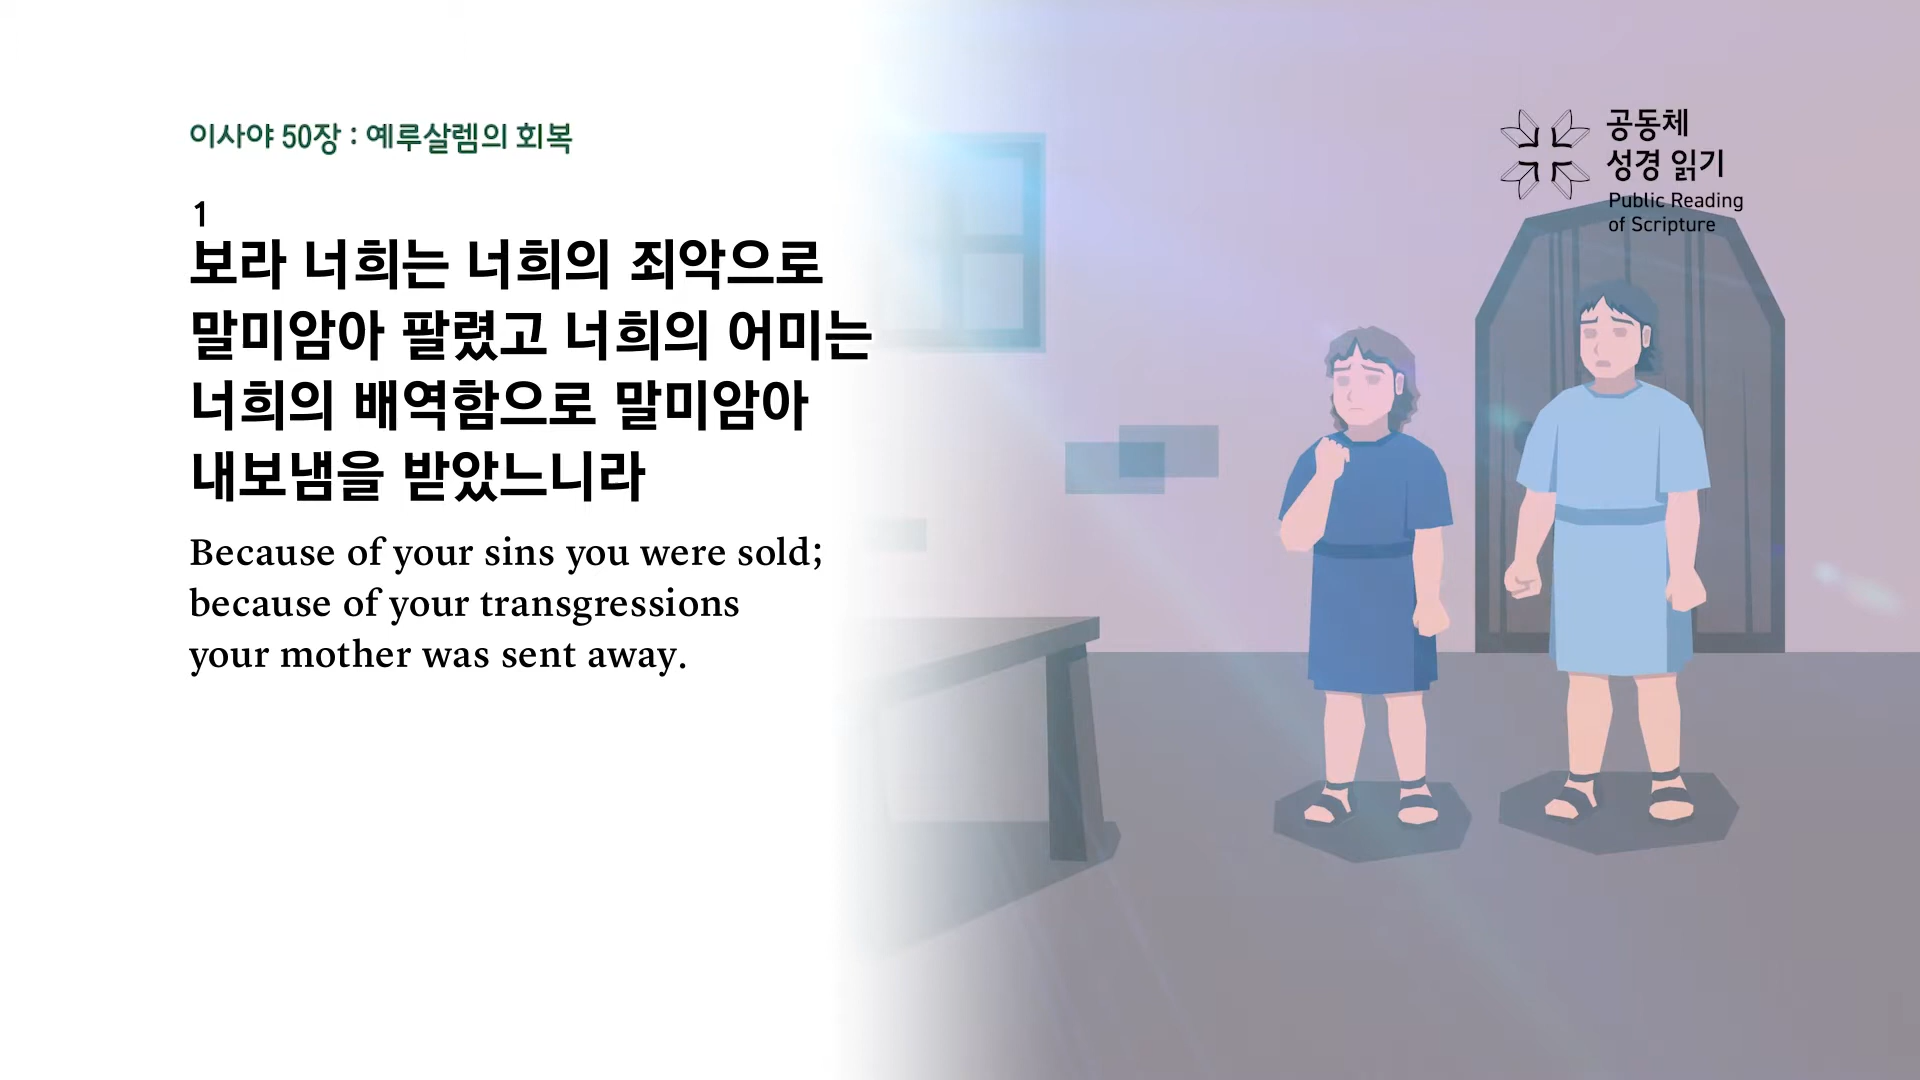 이사야 50장 : 예루살렘의 회복
1
보라 너희는 너희의 죄악으로
말미암아 팔렸고 너희의 어미는
너희의 배역함으로 말미암아
내보냄을 받았느니라
Because of your sins you were sold;
because of your transgressions
your mother was sent away.
공동체
성경 읽기
Public Reading
of Scripture